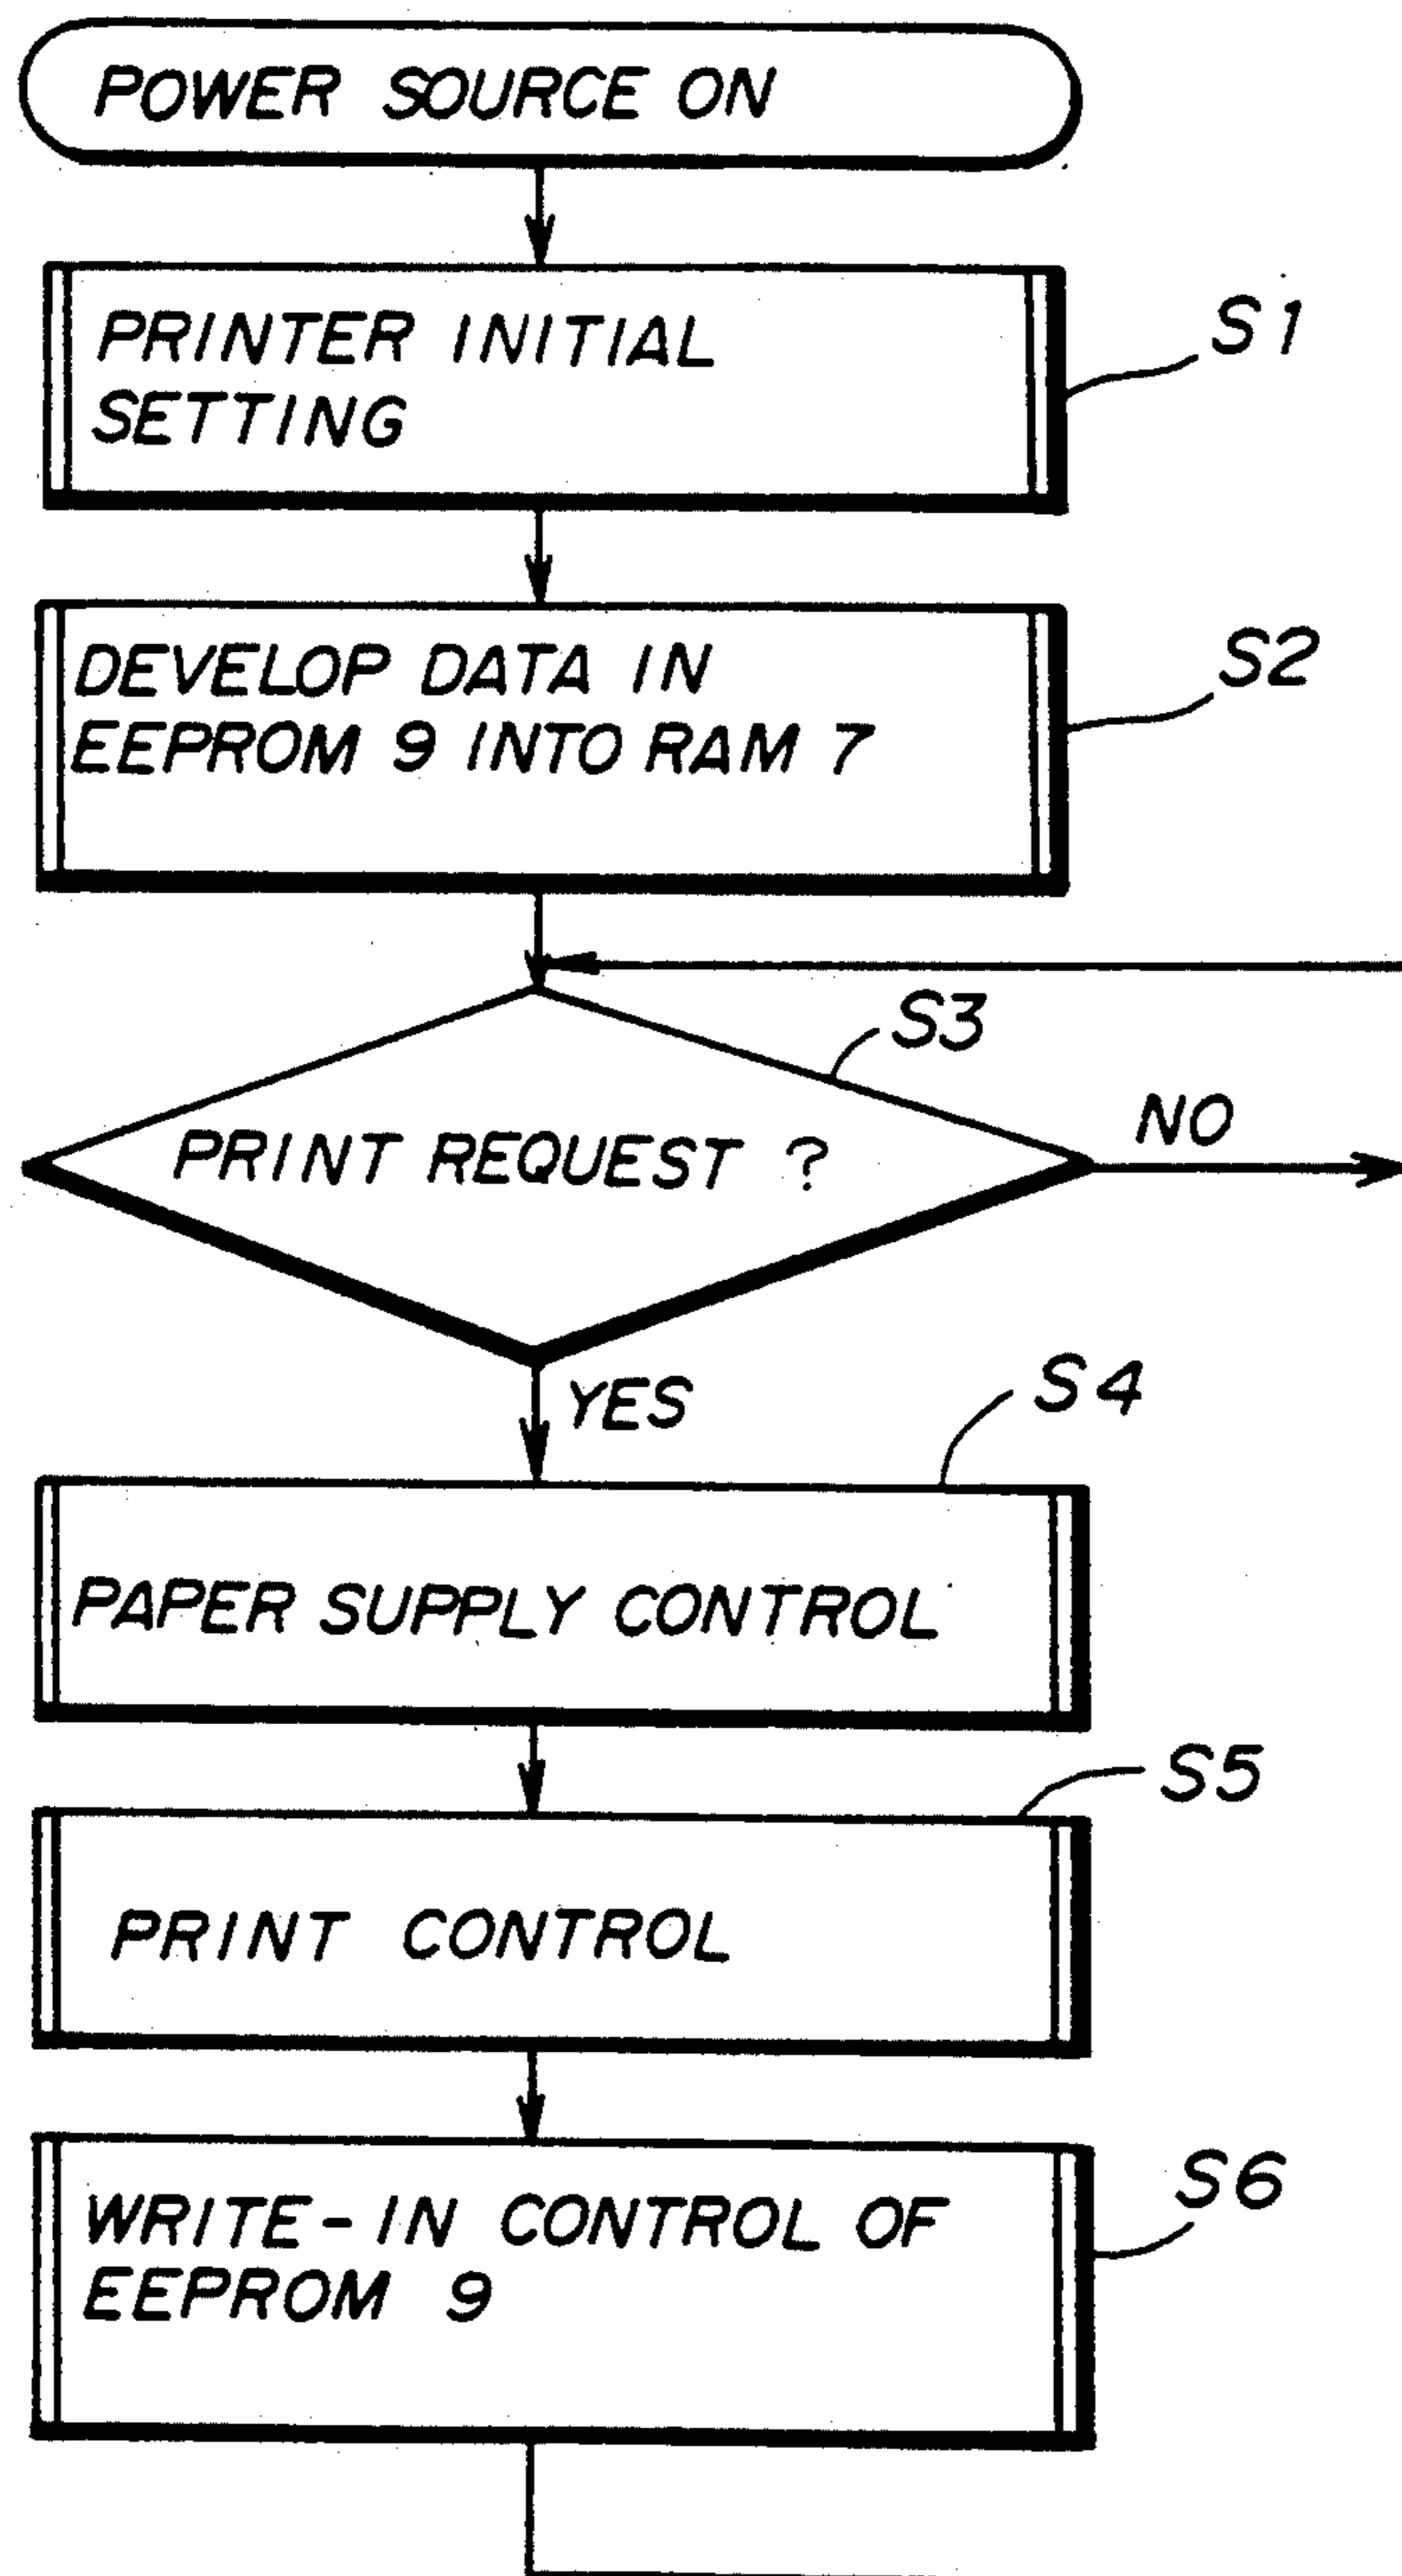 POWER SOURCE ON
PRINTER INITIAL
SETTING
S1
DEVELOP DATA IN
EEPROM 9 INTO RAM 7
S2
S3
PRINT REQUEST ?
NO
YES
S4
PAPER SUPPLY CONTROL
S5
PRINT CONTROL
S6
WRITE-IN CONTROL OF
EEPROM 9